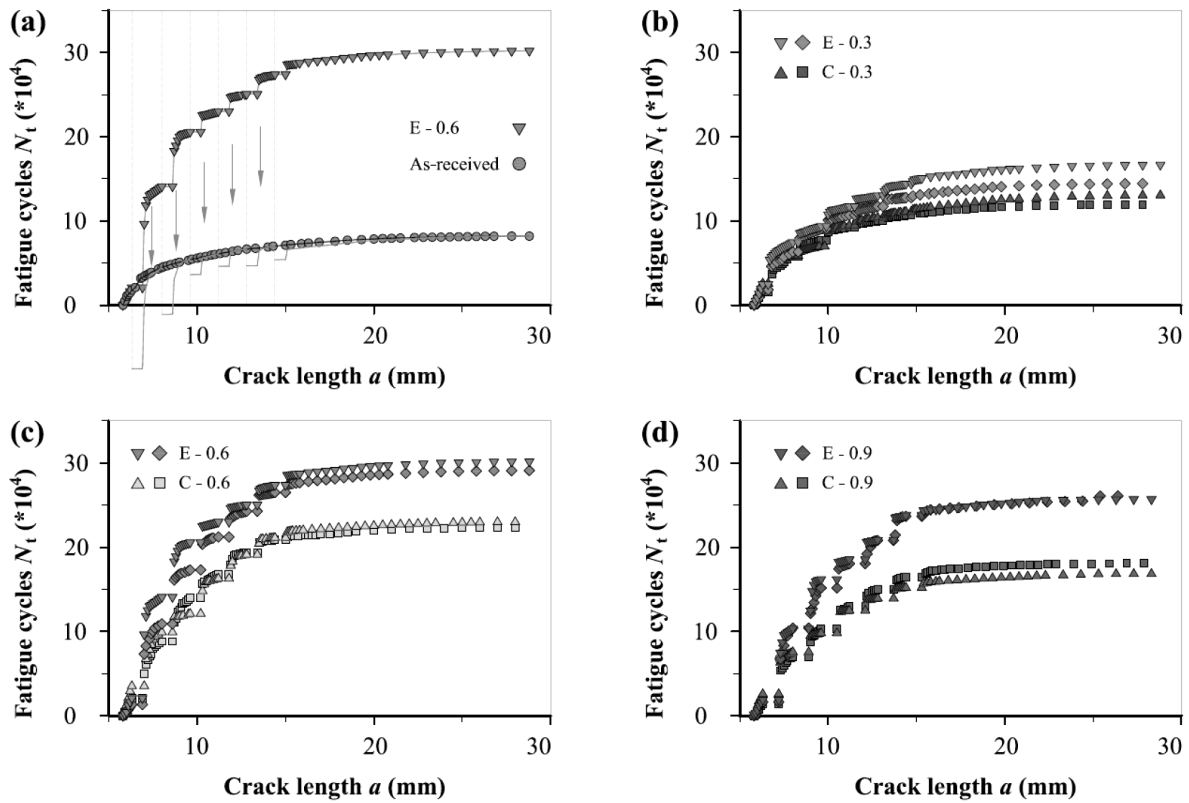 (a)
Fatigue cycles Nt (*10⁴)
30
20
10
0
E - 0.6
As-received
10
20
30
Crack length a (mm)
(b)
Fatigue cycles Nt (*10⁴)
30
20
10
0
E - 0.3
C - 0.3
10
20
30
Crack length a (mm)
(c)
Fatigue cycles Nt (*10⁴)
30
20
10
0
E - 0.6
C - 0.6
10
20
30
Crack length a (mm)
(d)
Fatigue cycles Nt (*10⁴)
30
20
10
0
E - 0.9
C - 0.9
10
20
30
Crack length a (mm)